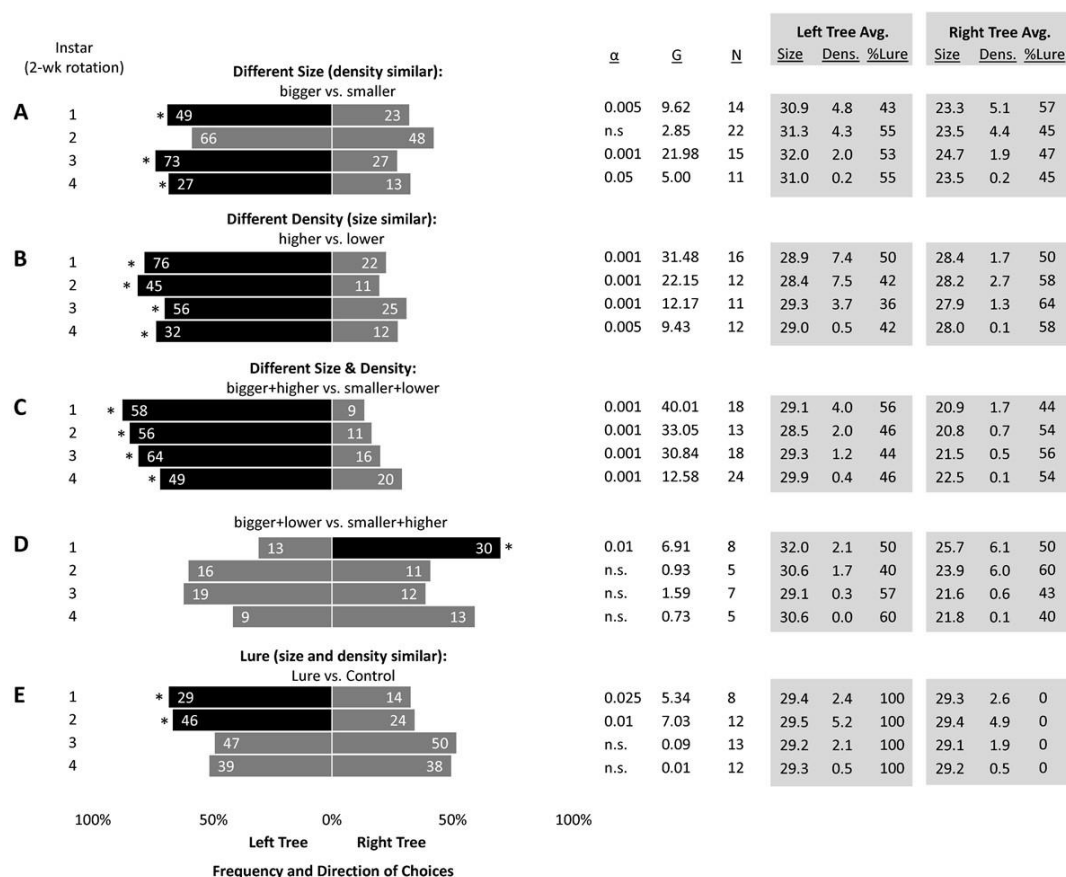 Left Tree Avg. Right Tree Avg.
Instar
(2-wk rotation) α G N Size Dens. %Lure Size Dens. %Lure
Different Size (density similar):
bigger vs. smaller
A 1 * 49 23 0.005 9.62 14 30.9 4.8 43 23.3 5.1 57
2 66 48 n.s 2.85 22 31.3 4.3 55 23.5 4.4 45
3 * 73 27 0.001 21.98 15 32.0 2.0 53 24.7 1.9 47
4 * 27 13 0.05 5.00 11 31.0 0.2 55 23.5 0.2 45
Different Density (size similar):
higher vs. lower
B 1 * 76 22 0.001 31.48 16 28.9 7.4 50 28.4 1.7 50
2 * 45 11 0.001 22.15 12 28.4 7.5 42 28.2 2.7 58
3 * 56 25 0.001 12.17 11 29.3 3.7 36 27.9 1.3 64
4 * 32 12 0.005 9.43 12 29.0 0.5 42 28.0 0.1 58
Different Size & Density:
bigger+higher vs. smaller+lower
C 1 * 58 9 0.001 40.01 18 29.1 4.0 56 20.9 1.7 44
2 * 56 11 0.001 33.05 13 28.5 2.0 46 20.8 0.7 54
3 * 64 16 0.001 30.84 18 29.3 1.2 44 21.5 0.5 56
4 * 49 20 0.001 12.58 24 29.9 0.4 46 22.5 0.1 54
bigger+lower vs. smaller+higher
D 1 13 30 * 0.01 6.91 8 32.0 2.1 50 25.7 6.1 50
2 16 11 n.s. 0.93 5 30.6 1.7 40 23.9 6.0 60
3 19 12 n.s. 1.59 7 29.1 0.3 57 21.6 0.6 43
4 9 13 n.s. 0.73 5 30.6 0.0 60 21.8 0.1 40
Lure (size and density similar):
Lure vs. Control
E 1 * 29 14 0.025 5.34 8 29.4 2.4 100 29.3 2.6 0
2 * 46 24 0.01 7.03 12 29.5 5.2 100 29.4 4.9 0
3 47 50 n.s. 0.09 13 29.2 2.1 100 29.1 1.9 0
4 39 38 n.s. 0.01 12 29.3 0.5 100 29.2 0.5 0
100% 50% 0% 50% 100%
Left Tree Right Tree
Frequency and Direction of Choices